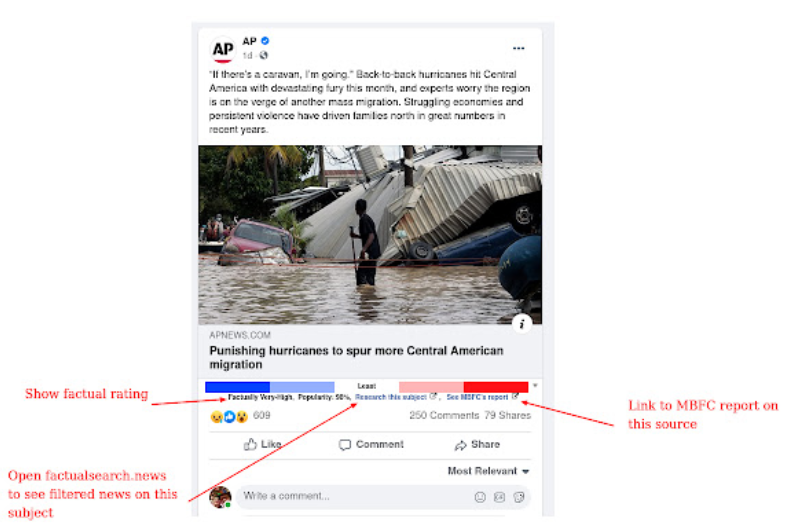 AP
AP
1d
"If there's a caravan, I'm going." Back-to-back hurricanes hit Central
America with devastating fury this month, and experts worry the region
is on the verge of another mass migration. Struggling economies and
persistent violence have driven families north in great numbers in
recent years.
i
APNEWS.COM
Punishing hurricanes to spur more Central American
migration
Least
Show factual rating
Factually Very-High, Popularity: 50%, Research this subject , See MBFC's report
609
250 Comments 79 Shares
Link to MBFC report on
this source
Like
Comment
Share
Most Relevant
Open factualsearch.news
to see filtered news on this
subject
Write a comment...